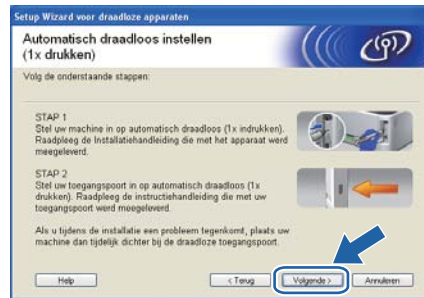 Setup Wizard voor draadloze apparaten
Automatisch draadloos instellen
(1x drukken)
Volg de onderstaande stappen:
STAP 1
Stel uw machine in op automatisch draadloos (1x indrukken).
Raadpleeg de Installatiehandleiding die met het apparaat werd
meegeleverd.
STAP 2
Stel uw toegangspoort in op automatisch draadloos (1x
drukken). Raadpleeg de instructiehandleiding die met uw
toegangspoort werd meegeleverd.
Als u tijdens de installatie een probleem tegenkomt, plaats uw
machine dan tijdelijk dichter bij de draadloze toegangspoort.
Help
< Terug
Volgende >
Annuleren